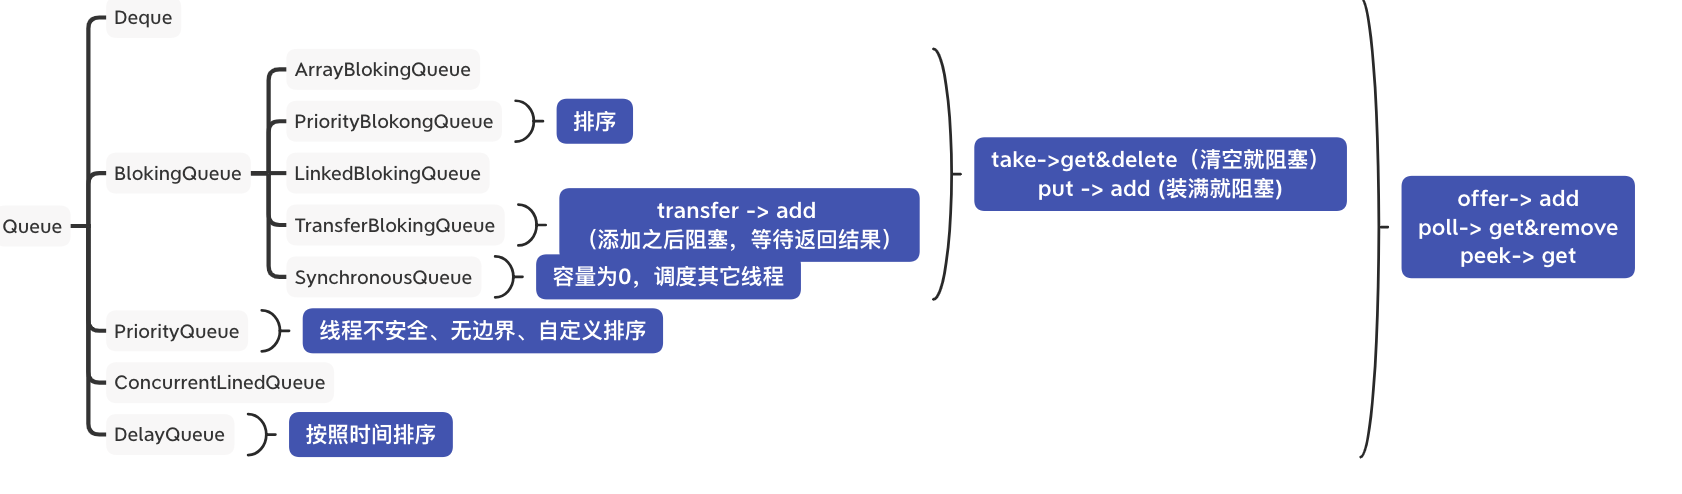 Queue
Deque
BlokingQueue
ArrayBlokingQueue
PriorityBlokongQueue
排序
LinkedBlokingQueue
TransferBlokingQueue
transfer -> add
（添加之后阻塞，等待返回结果）
SynchronousQueue
容量为0，调度其它线程
take->get&delete（清空就阻塞）
put -> add (装满就阻塞)
PriorityQueue
线程不安全、无边界、自定义排序
ConcurrentLinedQueue
DelayQueue
按照时间排序
offer-> add
poll-> get&remove
peek-> get